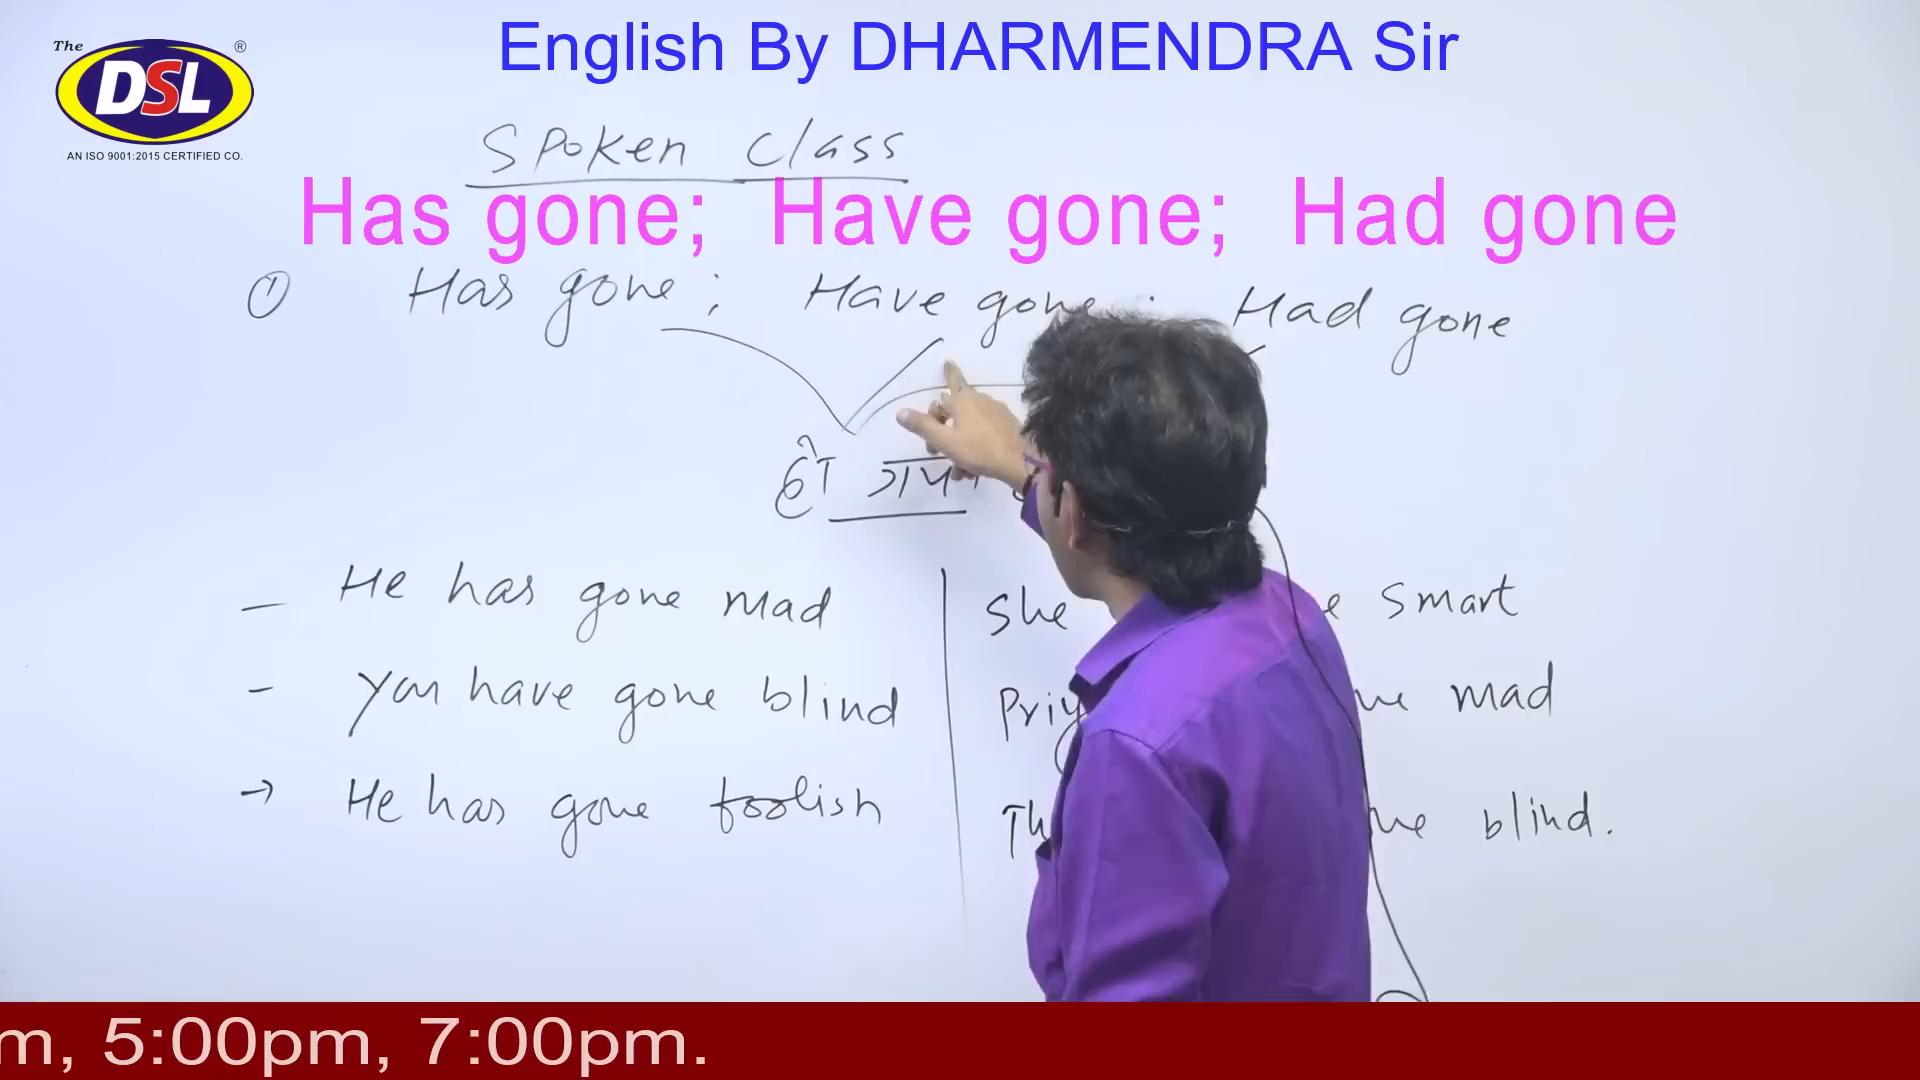 English By DHARMENDRA Sir
The DSL ®
AN ISO 9001:2015 CERTIFIED CO.
Spoken Class
Has gone; Have gone; Had gone
① Has gone ; Have gone ; Had gone
हो
– He has gone mad
She smart
– You have gone blind
mad
→ He has gone foolish
blind.
m, 5:00pm, 7:00pm.